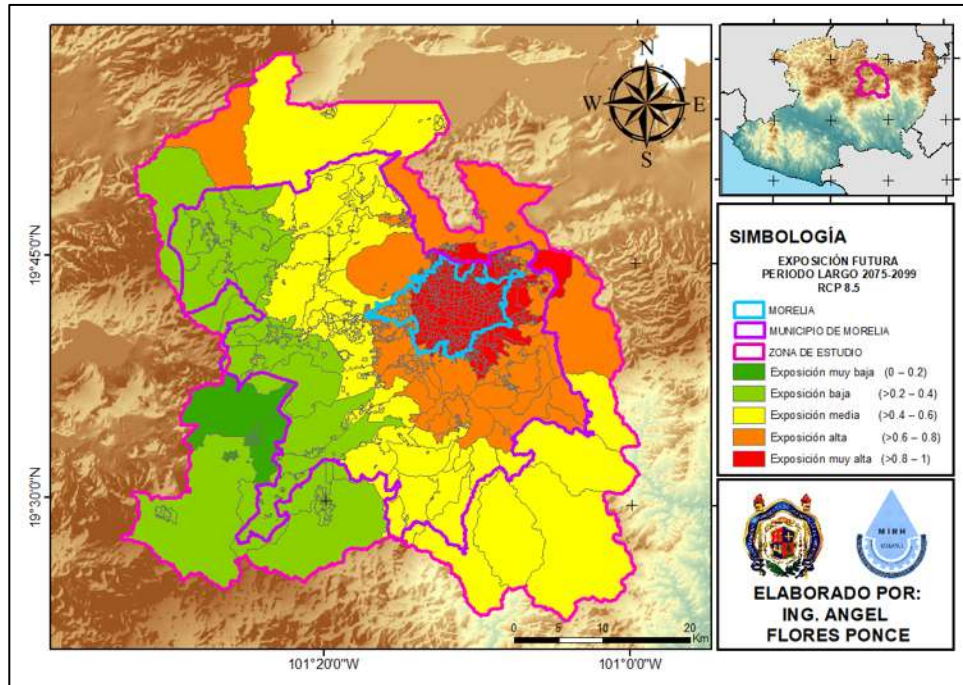 N
W
E
S
19°45'0"N
19°30'0"N
101°20'0"W
101°0'0"W
0
5
10
20
Km
SIMBOLOGÍA
EXPOSICIÓN FUTURA
PERIODO LARGO 2075-2099
RCP 8.5
MORELIA
MUNICIPIO DE MORELIA
ZONA DE ESTUDIO
Exposición muy baja (0 – 0.2)
Exposición baja (>0.2 – 0.4)
Exposición media (>0.4 – 0.6)
Exposición alta (>0.6 – 0.8)
Exposición muy alta (>0.8 – 1)
MIRH
ELABORADO POR:
ING. ANGEL
FLORES PONCE